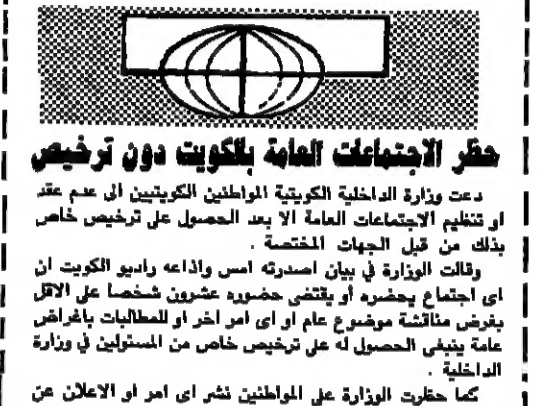 حظر الاجتماعات العامة بالكويت دون ترخيص
دعت وزارة الداخلية الكويتية المواطنين الكويتيين الى عدم عقد
او تنظيم الاجتماعات العامة الا بعد الحصول على ترخيص خاص
بذلك من قبل الجهات المختصة .
وقالت الوزارة في بيان اصدرته امس واذاعه راديو الكويت ان
اى اجتماع يحضره أو يقتضى حضوره عشرون شخصا على الاقل
بغرض مناقشة موضوع عام او اى امر اخر او للمطالبات باغراض
عامة ينبغى الحصول له على ترخيص خاص من المسئولين في وزارة
الداخلية .
كما حظرت الوزارة على المواطنين نشر اى امر او الاعلان عن